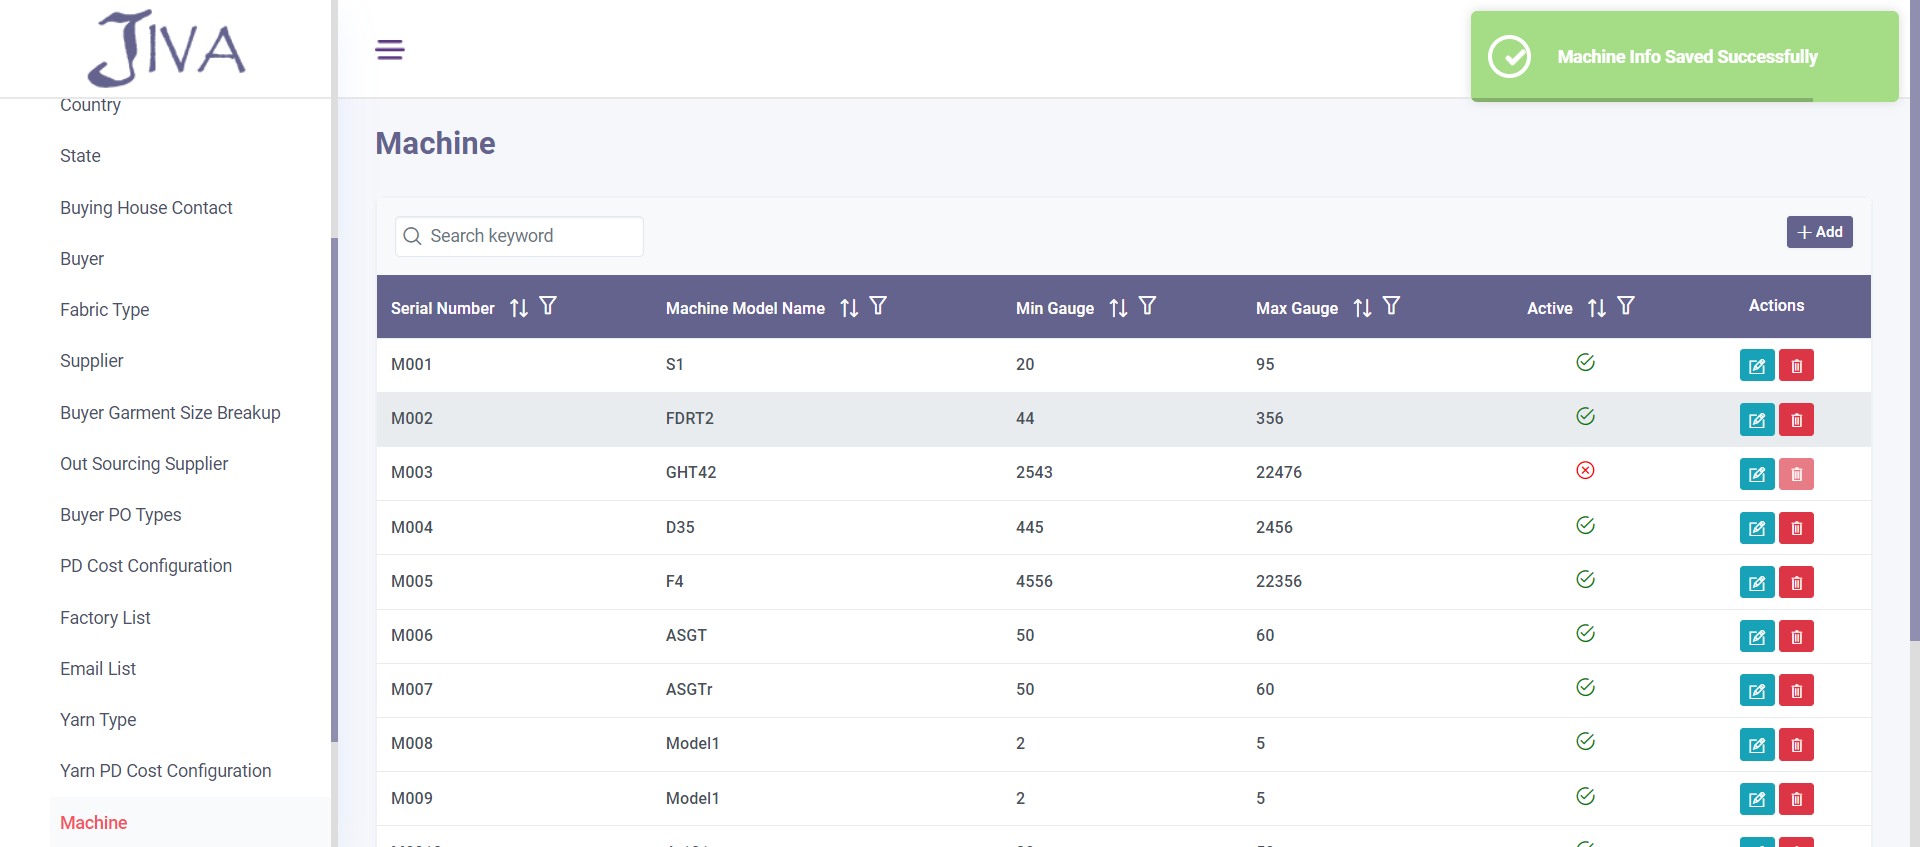 JIVA
Machine Info Saved Successfully
Country
State
Buying House Contact
Buyer
Fabric Type
Supplier
Buyer Garment Size Breakup
Out Sourcing Supplier
Buyer PO Types
PD Cost Configuration
Factory List
Email List
Yarn Type
Yarn PD Cost Configuration
Machine
Machine
Search keyword
Add
Serial Number Machine Model Name Min Gauge Max Gauge Active Actions
M001 S1 20 95
M002 FDRT2 44 356
M003 GHT42 2543 22476
M004 D35 445 2456
M005 F4 4556 22356
M006 ASGT 50 60
M007 ASGTr 50 60
M008 Model1 2 5
M009 Model1 2 5